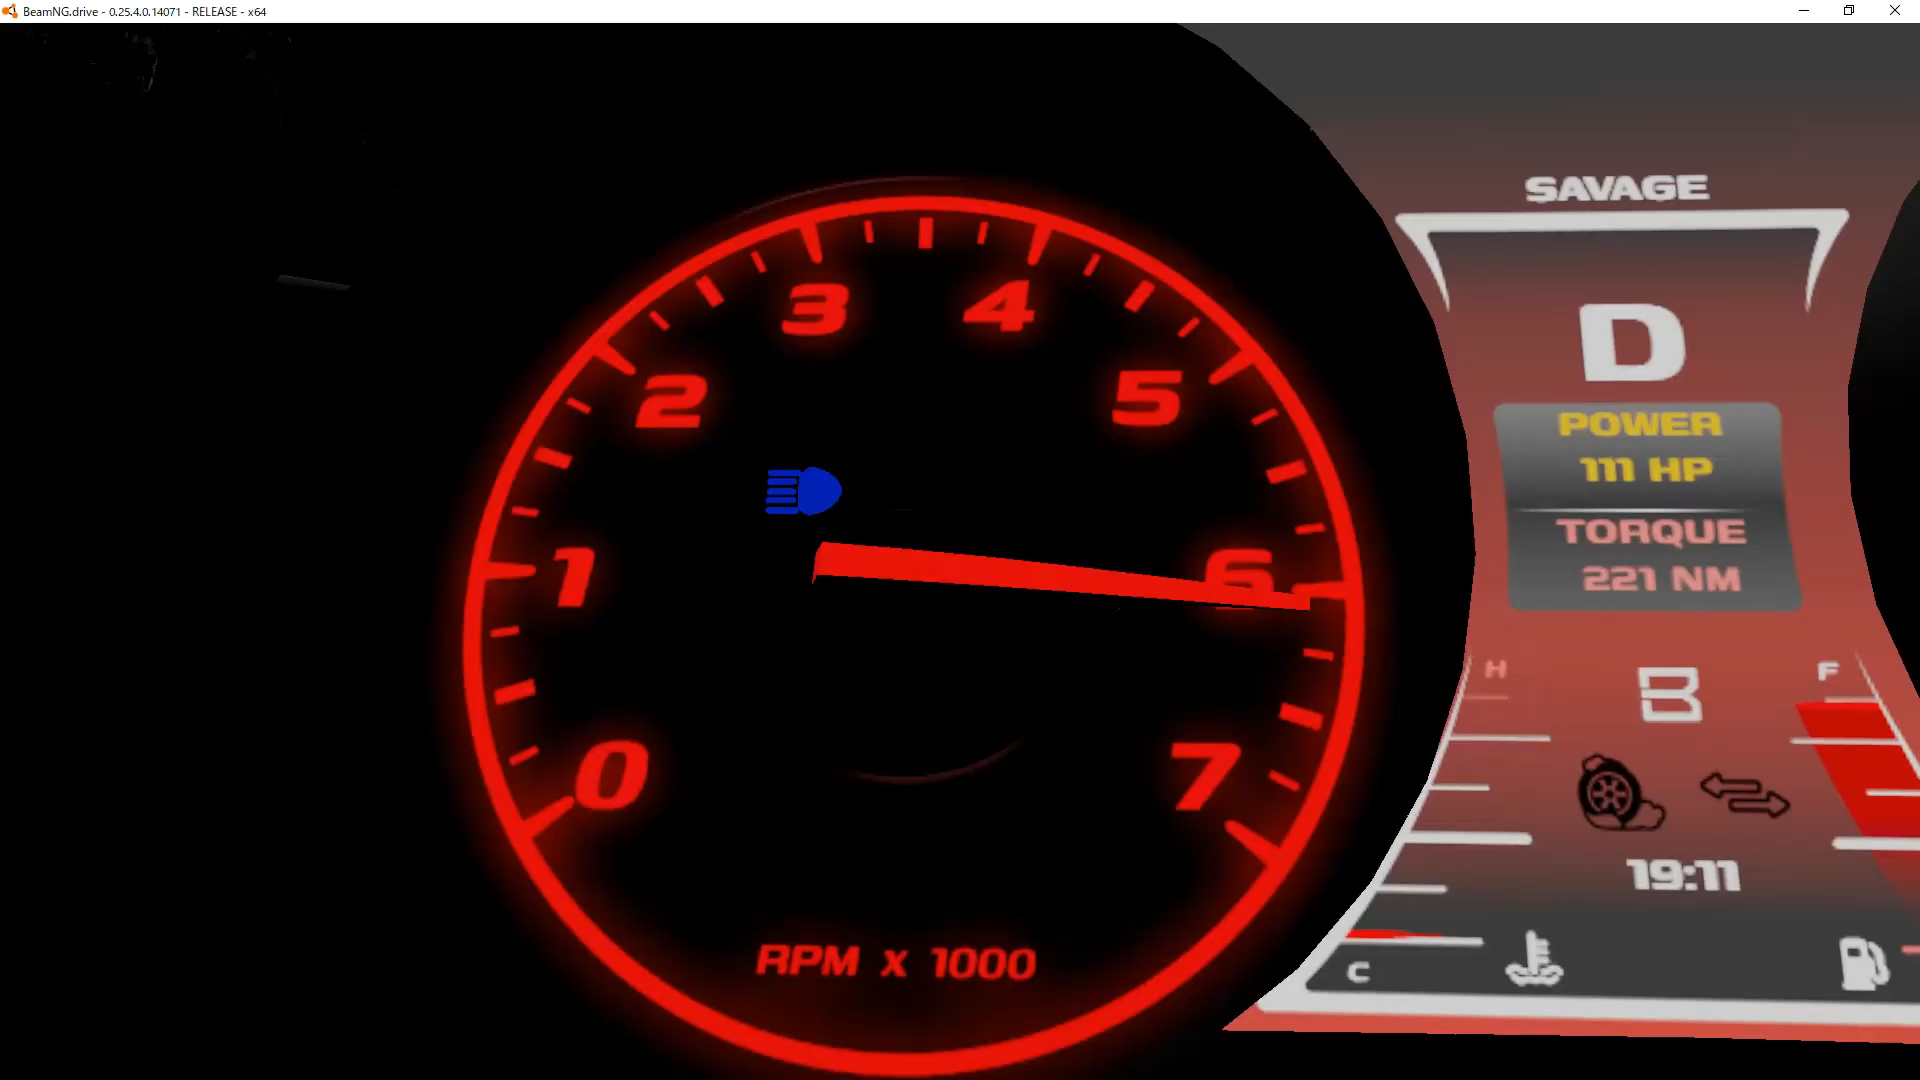 BeamNG.drive - 0.25.4.0.14071 - RELEASE - x64
0
1
2
3
4
5
6
7
RPM X 1000
SAVAGE
D
POWER
111 HP
TORQUE
221 NM
H
F
19:11
C